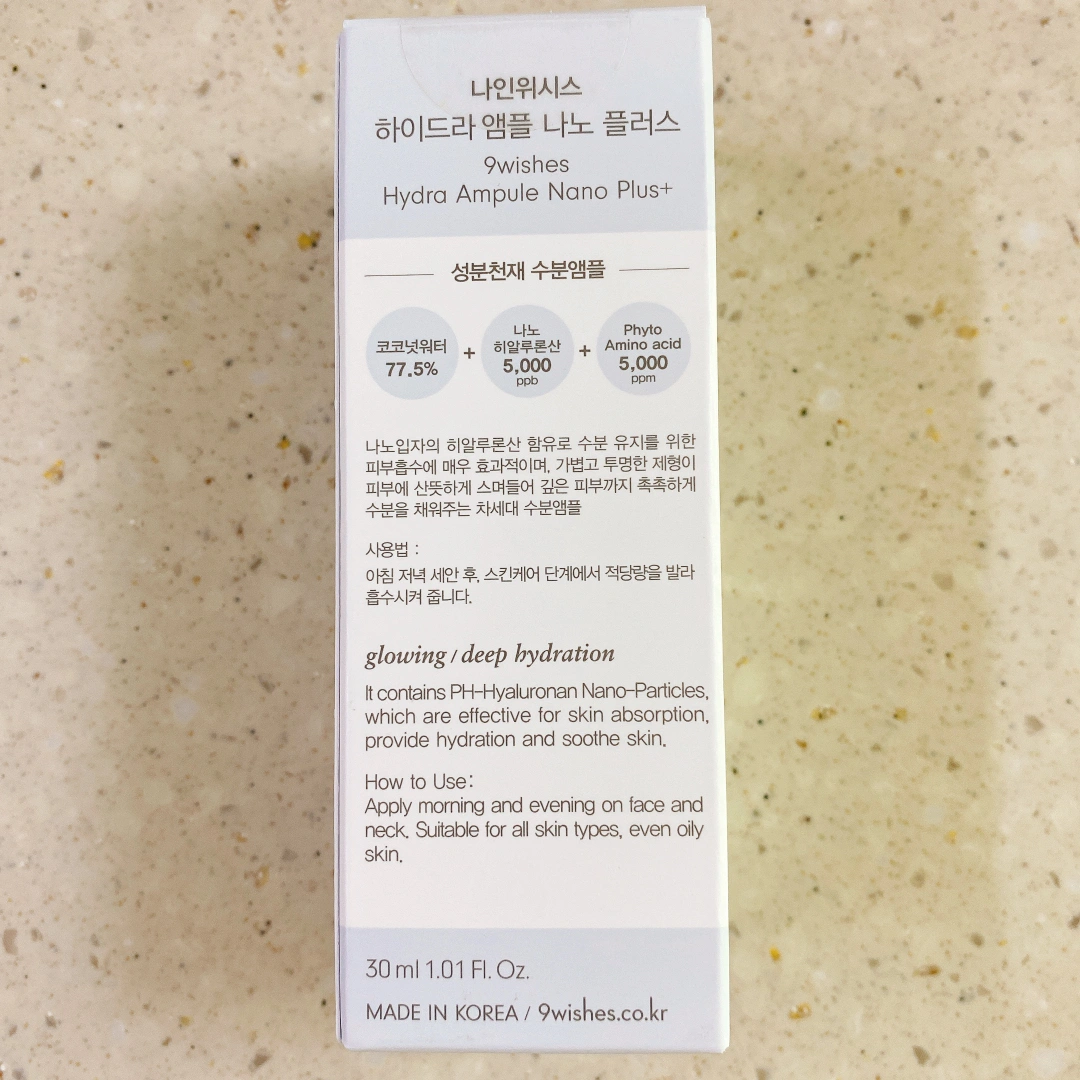 나인위시스
하이드라 앰플 나노 플러스
9wishes
Hydra Ampule Nano Plus+
성분천재 수분앰플
코코넛워터
77.5%
+
나노
히알루론산
5,000
ppb
+
Phyto
Amino acid
5,000
ppm
나노입자의 히알루론산 함유로 수분 유지를 위한
피부흡수에 매우 효과적이며, 가볍고 투명한 제형이
피부에 산뜻하게 스며들어 깊은 피부까지 촉촉하게
수분을 채워주는 차세대 수분앰플
사용법 :
아침 저녁 세안 후, 스킨케어 단계에서 적당량을 발라
흡수시켜 줍니다.
glowing / deep hydration
It contains PH-Hyaluronan Nano-Particles,
which are effective for skin absorption,
provide hydration and soothe skin.
How to Use:
Apply morning and evening on face and
neck. Suitable for all skin types, even oily
skin.
30 ml 1.01 Fl. Oz.
MADE IN KOREA / 9wishes.co.kr